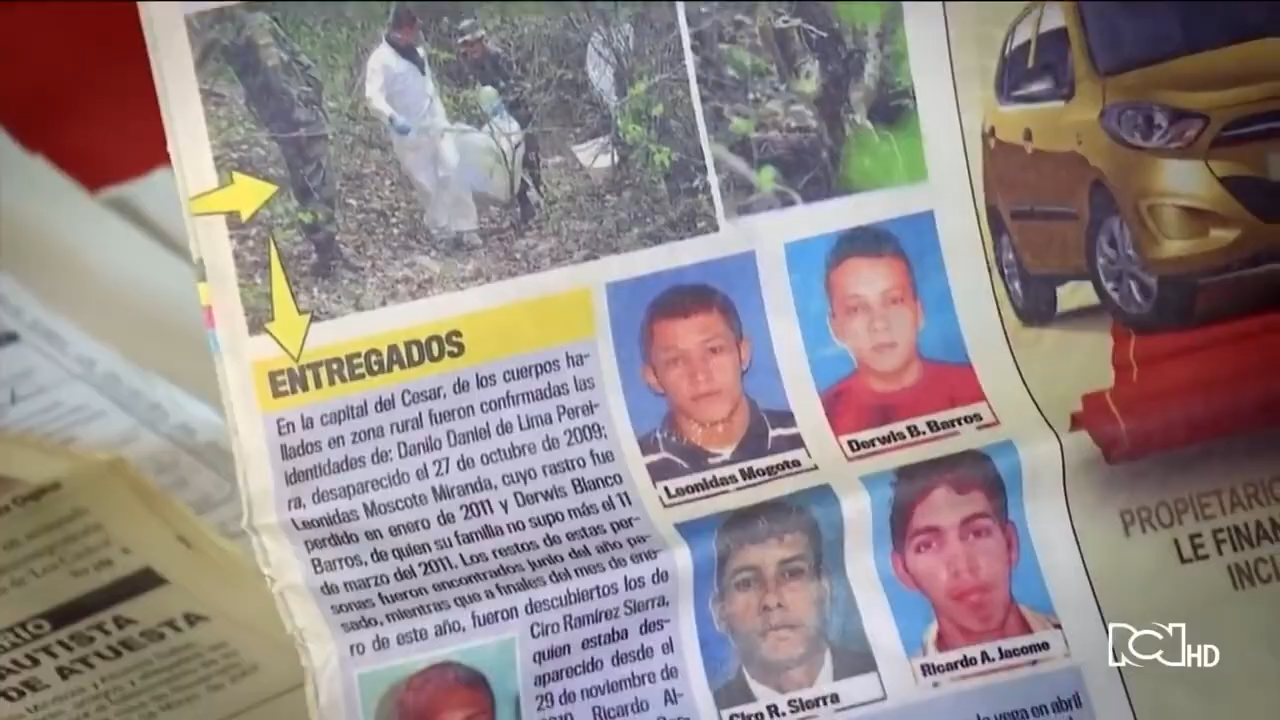 ENTREGADOS
En la capital del Cesar, de los cuerpos ha-
llados en zona rural fueron confirmadas las
identidades de: Danilo Daniel de Lima Perel-
ra, desaparecido el 27 de octubre de 2009;
Leonidas Moscote Miranda, cuyo rastro fue
perdido en enero de 2011 y Derwis Blanco
Barros, de quien su familia no supo más el 11
de marzo del 2011. Los restos de estas per-
sonas fueron encontrados junio del año pa-
sado, mientras que a finales del mes de ene-
ro de este año, fueron descubiertos los de
Ciro Ramírez Sierra,
quien estaba des-
aparecido desde el
29 de noviembre de
Ricardo Al-
Leonidas Mogote
Derwis B. Barros
Ciro R. Sierra
Ricardo A. Jacome
vega en abril
PROPIETARIO
LE FINAN
INCL
RIO
AUTISTA
DE ATUESTA
RCN HD